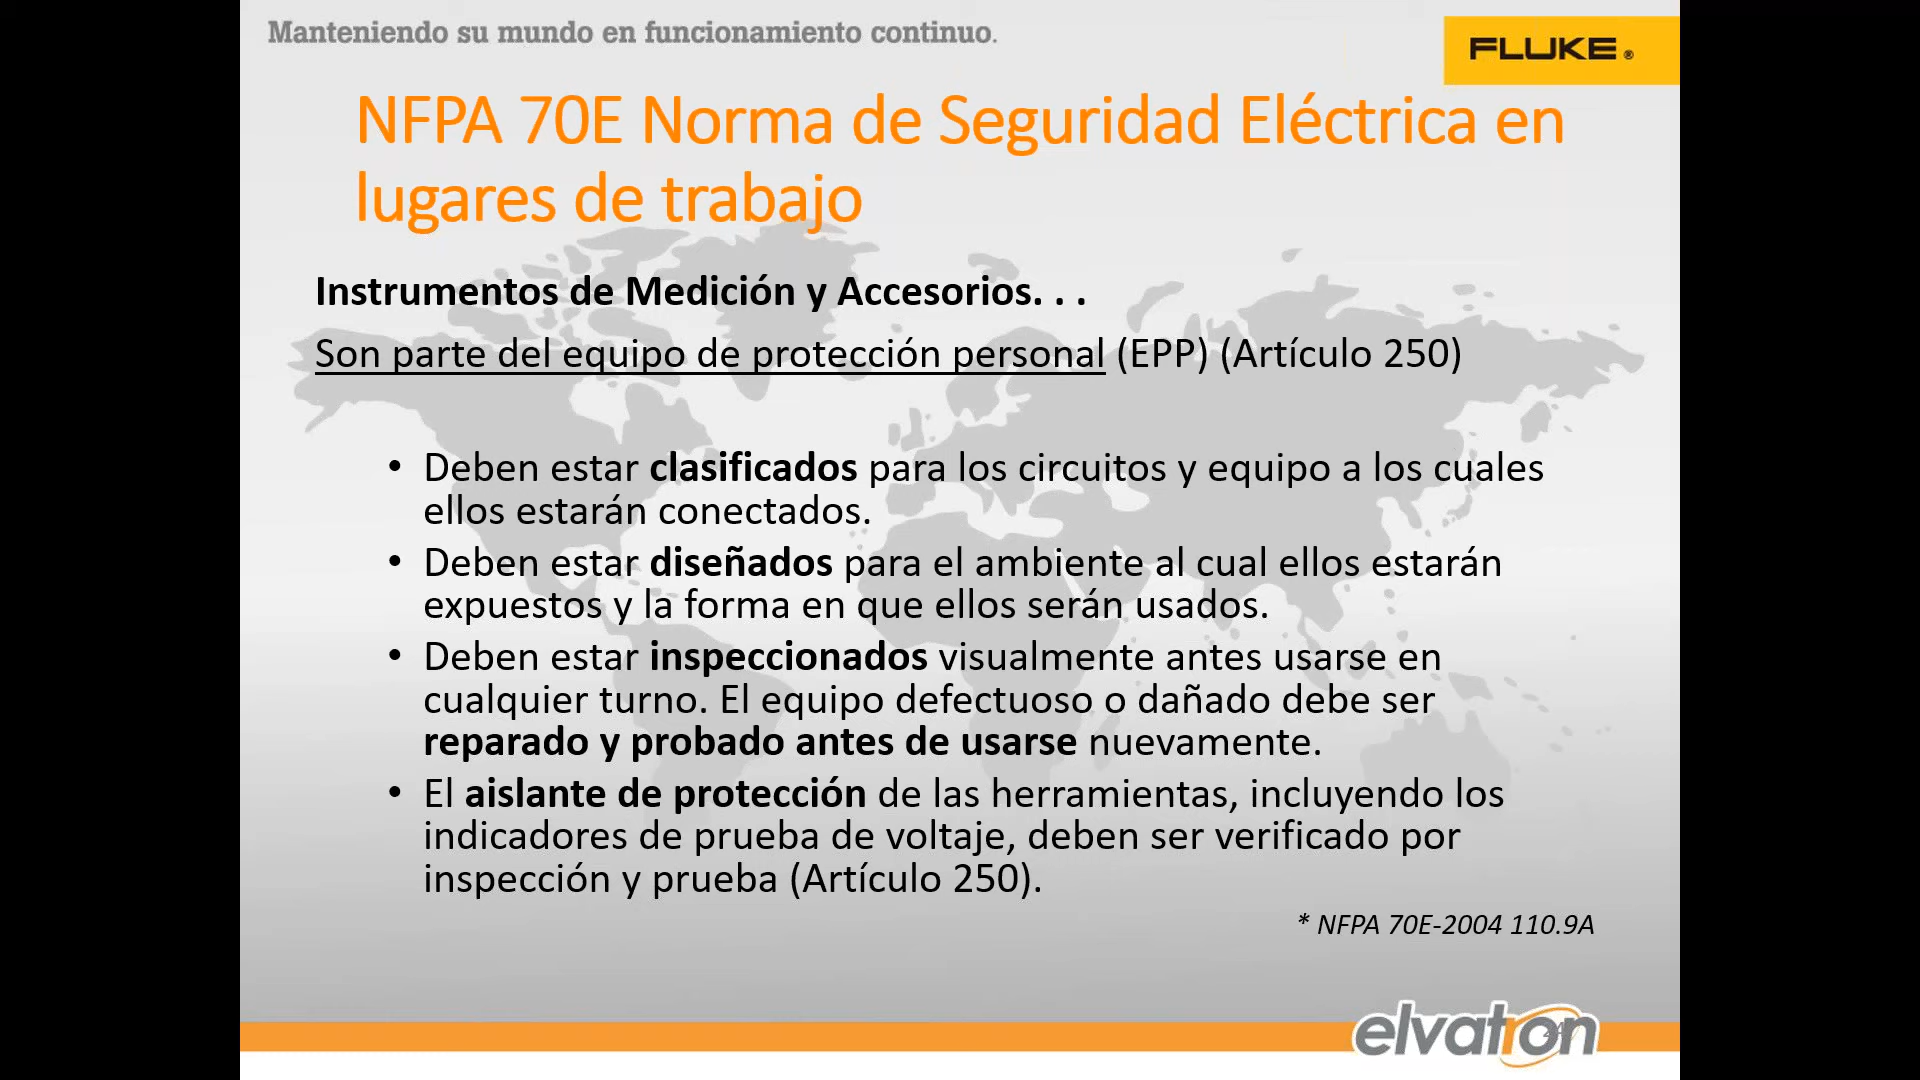 Manteniendo su mundo en funcionamiento continuo.
FLUKE®
NFPA 70E Norma de Seguridad Eléctrica en
lugares de trabajo
Instrumentos de Medición y Accesorios. . .
Son parte del equipo de protección personal (EPP) (Artículo 250)
• Deben estar clasificados para los circuitos y equipo a los cuales
ellos estarán conectados.
• Deben estar diseñados para el ambiente al cual ellos estarán
expuestos y la forma en que ellos serán usados.
• Deben estar inspeccionados visualmente antes usarse en
cualquier turno. El equipo defectuoso o dañado debe ser
reparado y probado antes de usarse nuevamente.
• El aislante de protección de las herramientas, incluyendo los
indicadores de prueba de voltaje, deben ser verificado por
inspección y prueba (Artículo 250).
* NFPA 70E-2004 110.9A
elvatron